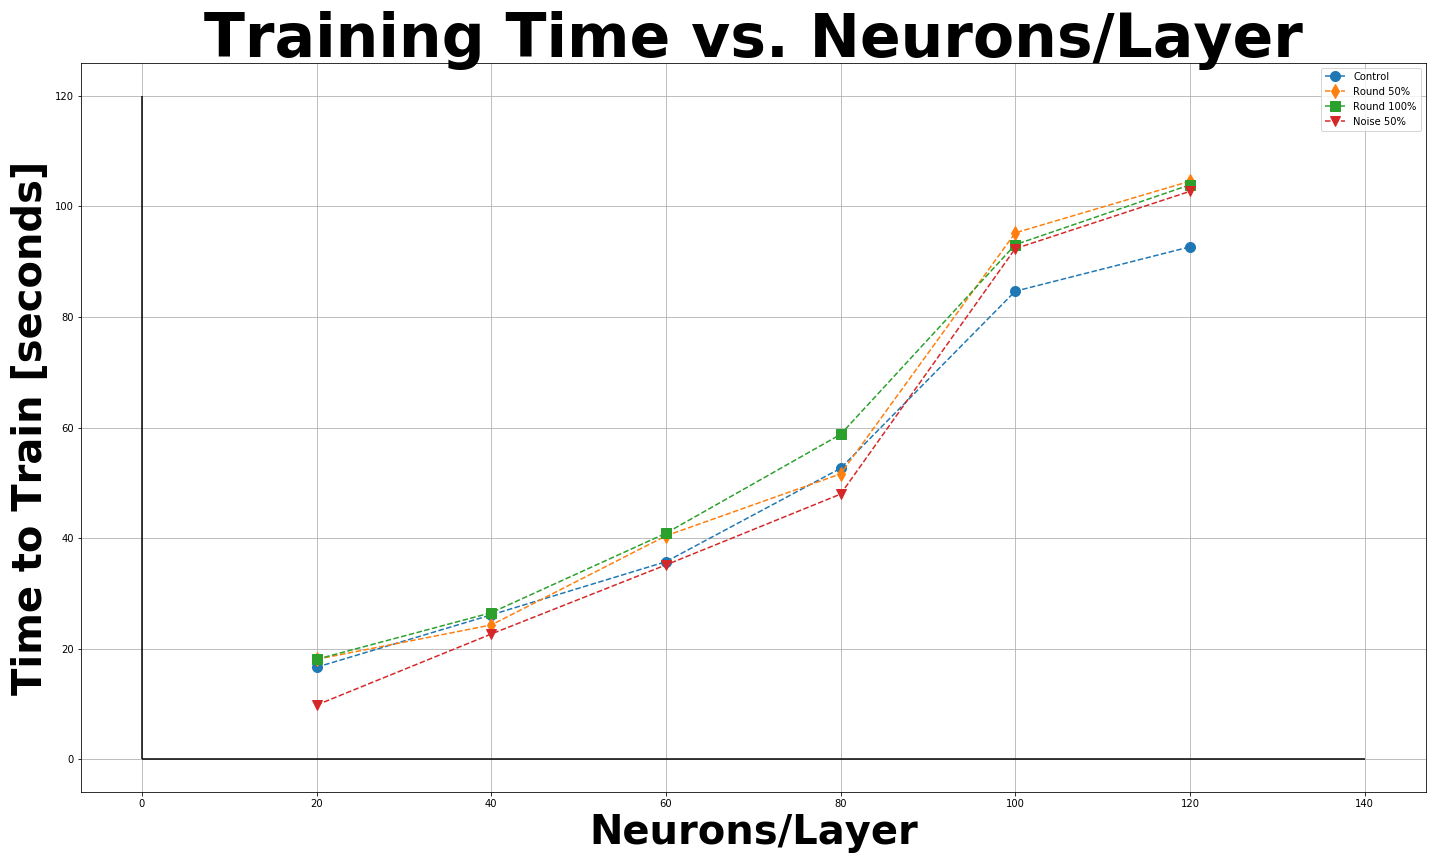 Training Time vs. Neurons/Layer
Control
Round 50%
Round 100%
Noise 50%
Time to Train [seconds]
120
100
80
60
40
20
0
0 20 40 60 80 100 120 140
Neurons/Layer